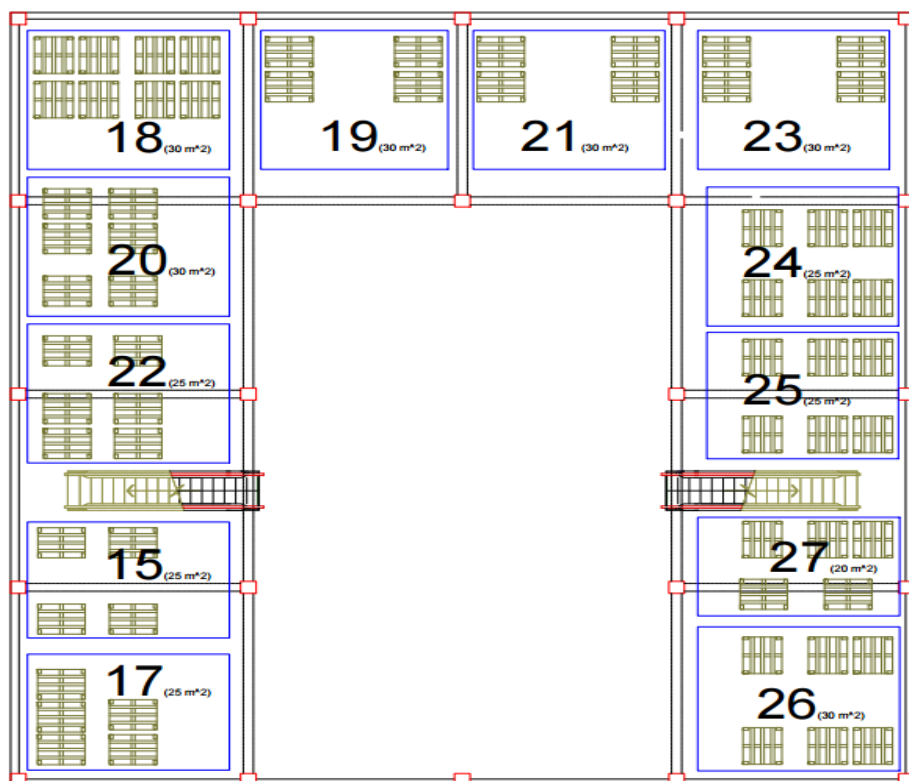 18 (30 m^2)
19 (30 m^2)
21 (30 m^2)
23 (30 m^2)
20 (30 m^2)
24 (25 m^2)
22 (25 m^2)
25 (25 m^2)
15 (25 m^2)
27 (20 m^2)
17 (25 m^2)
26 (30 m^2)